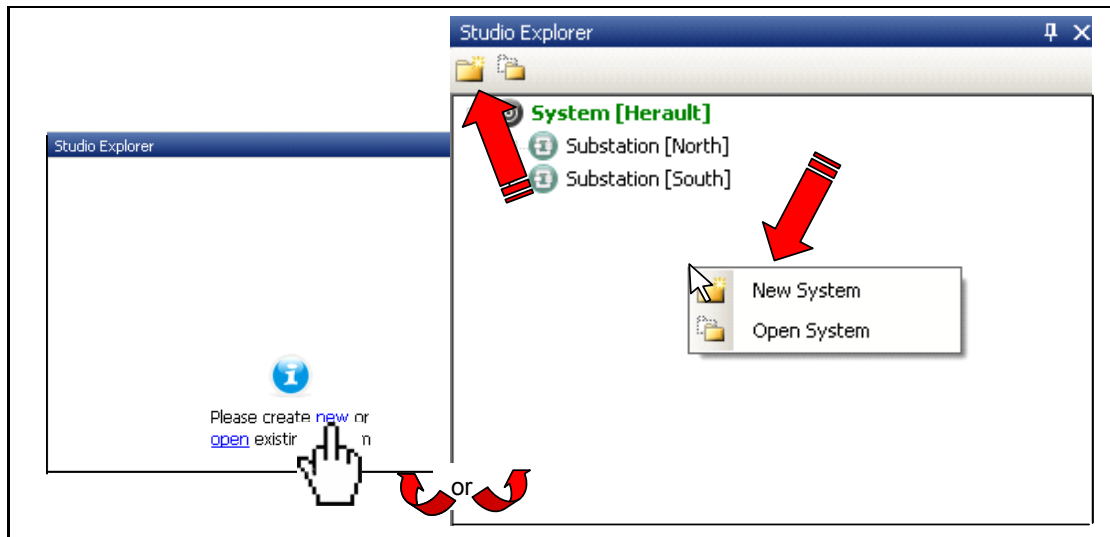 Studio Explorer
Please create new or
open
Studio Explorer
System [Herault]
Substation [North]
Substation [South]
New System
Open System
or